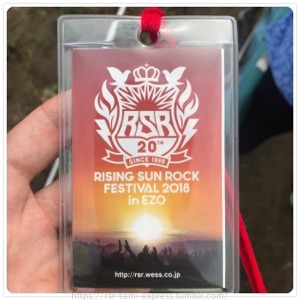 RSR
20TH
SINCE 1999
RISING SUN ROCK
FESTIVAL 2018
in EZO
http://rsr.wess.co.jp
https://rsr-semi-express.tumblr.com/